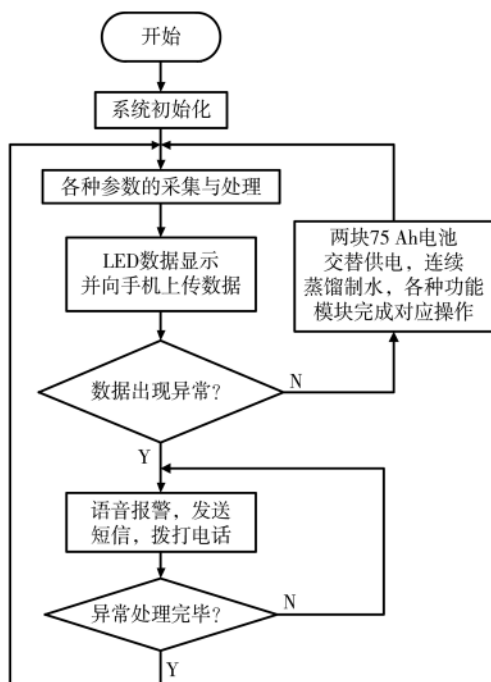 开始
系统初始化
各种参数的采集与处理
LED数据显示
并向手机上传数据
两块75 Ah电池
交替供电，连续
蒸馏制水，各种功能
模块完成对应操作
数据出现异常？
N
Y
语音报警，发送
短信，拨打电话
异常处理完毕？
N
Y